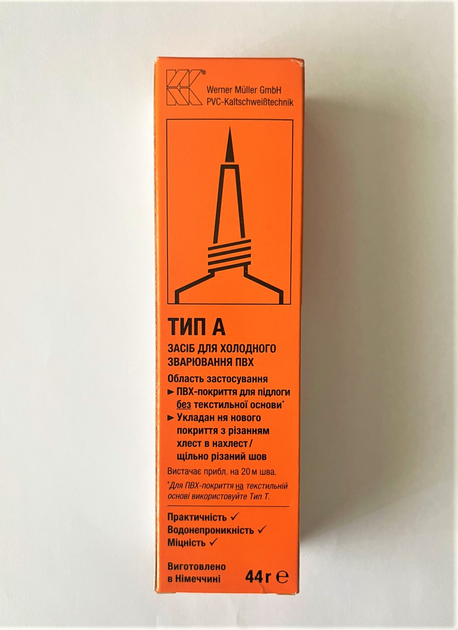 Werner Müller GmbH
PVC-Kaltschweißtechnik
ТИП А
ЗАСІБ ДЛЯ ХОЛОДНОГО
ЗВАРЮВАННЯ ПВХ
Область застосування
► ПВХ-покриття для підлоги
без текстильної основи*
► Укладан ня нового
покриття з різанням
хлест в нахлест/
щільно різаний шов
Вистачає прибл. на 20 м шва.
*Для ПВХ-покриття на текстильній
основі використовуйте Тип Т.
Практичність ✓
Водонепроникність ✓
Міцність ✓
Виготовлено
в Німеччині
44 г ℮